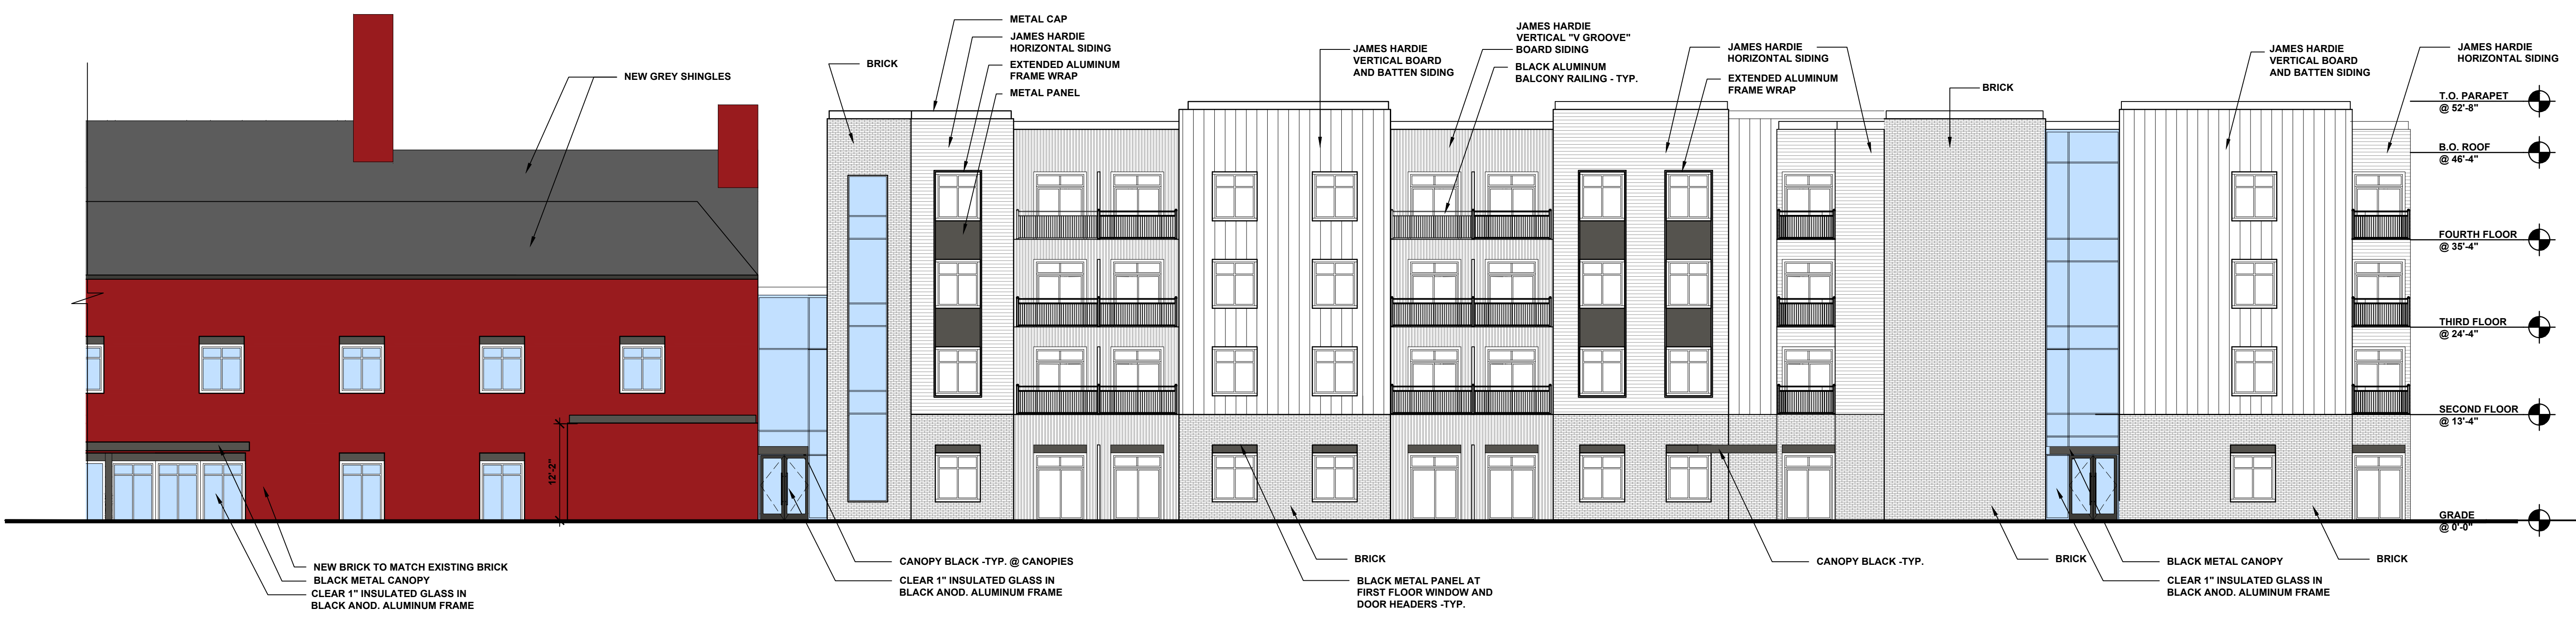 METAL CAP
JAMES HARDIE
HORIZONTAL SIDING
EXTENDED ALUMINUM
FRAME WRAP
METAL PANEL
BRICK
NEW GREY SHINGLES
JAMES HARDIE
VERTICAL BOARD
AND BATTEN SIDING
JAMES HARDIE
VERTICAL "V GROOVE"
BOARD SIDING
BLACK ALUMINUM
BALCONY RAILING - TYP.
JAMES HARDIE
HORIZONTAL SIDING
EXTENDED ALUMINUM
FRAME WRAP
BRICK
JAMES HARDIE
VERTICAL BOARD
AND BATTEN SIDING
JAMES HARDIE
HORIZONTAL SIDING
T.O. PARAPET
@ 52'-8"
B.O. ROOF
@ 46'-4"
FOURTH FLOOR
@ 35'-4"
THIRD FLOOR
@ 24'-4"
SECOND FLOOR
@ 13'-4"
GRADE
@ 0'-0"
12'-2"
NEW BRICK TO MATCH EXISTING BRICK
BLACK METAL CANOPY
CLEAR 1" INSULATED GLASS IN
BLACK ANOD. ALUMINUM FRAME
CANOPY BLACK -TYP. @ CANOPIES
CLEAR 1" INSULATED GLASS IN
BLACK ANOD. ALUMINUM FRAME
BRICK
BLACK METAL PANEL AT
FIRST FLOOR WINDOW AND
DOOR HEADERS -TYP.
CANOPY BLACK -TYP.
BRICK
BLACK METAL CANOPY
CLEAR 1" INSULATED GLASS IN
BLACK ANOD. ALUMINUM FRAME
BRICK